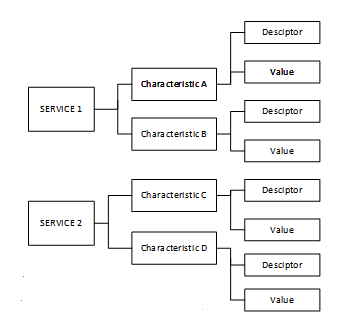 Desciptor
Characteristic A
Value
SERVICE 1
Desciptor
Characteristic B
Value
Characteristic C
Desciptor
SERVICE 2
Value
Characteristic D
Desciptor
Value